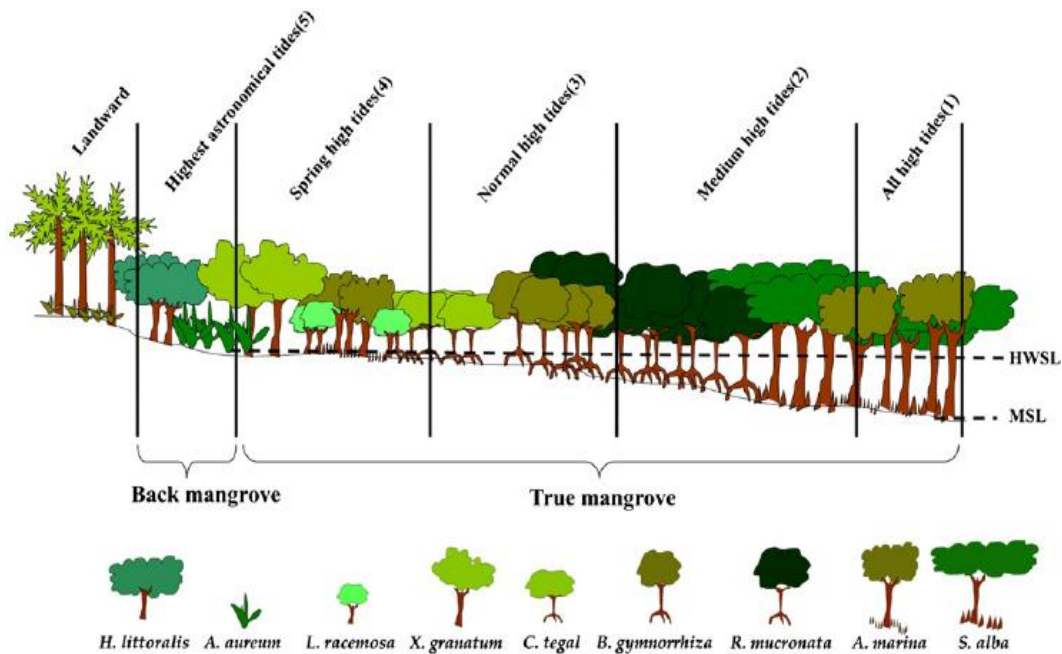 Landward
Highest astronomical tides(5)
Spring high tides(4)
Normal high tides(3)
Medium high tides(2)
All high tides(1)
HWSL
MSL
Back mangrove
True mangrove
H. littoralis
A. aureum
L. racemosa
X. granatum
C. tegal
B. gymnorrhiza
R. mucronata
A. marina
S. alba